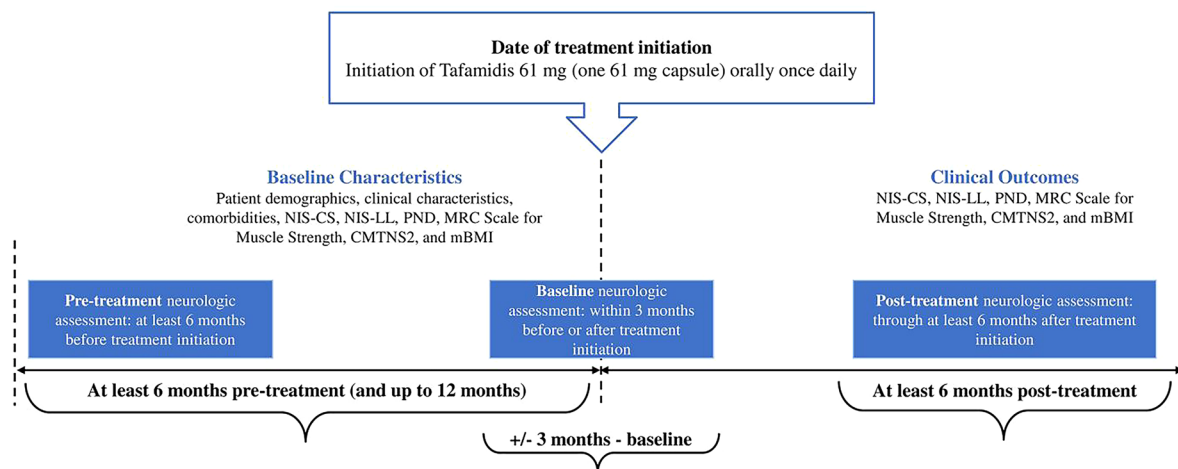 Date of treatment initiation
Initiation of Tafamidis 61 mg (one 61 mg capsule) orally once daily
Baseline Characteristics
Patient demographics, clinical characteristics,
comorbidities, NIS-CS, NIS-LL, PND, MRC Scale for
Muscle Strength, CMTNS2, and mBMI
Clinical Outcomes
NIS-CS, NIS-LL, PND, MRC Scale for
Muscle Strength, CMTNS2, and mBMI
Pre-treatment neurologic
assessment: at least 6 months
before treatment initiation
Baseline neurologic
assessment: within 3 months
before or after treatment
initiation
Post-treatment neurologic assessment:
through at least 6 months after treatment
initiation
At least 6 months pre-treatment (and up to 12 months)
At least 6 months post-treatment
+/- 3 months - baseline